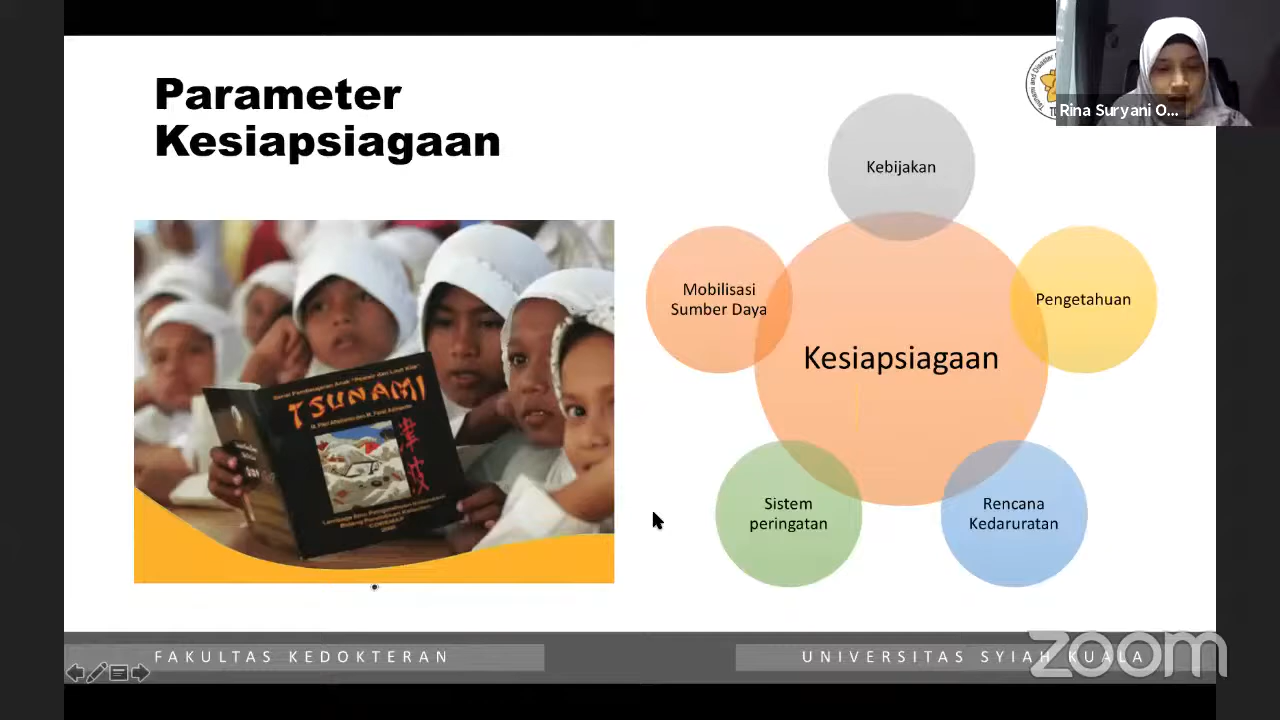 Parameter
Kesiapsiagaan
Rina Suryani O...
Kebijakan
Mobilisasi
Sumber Daya
Pengetahuan
Kesiapsiagaan
Sistem
peringatan
Rencana
Kedaruratan
TSUNAMI
FAKULTAS KEDOKTERAN
UNIVERSITAS SYIAH KUALA
zoom